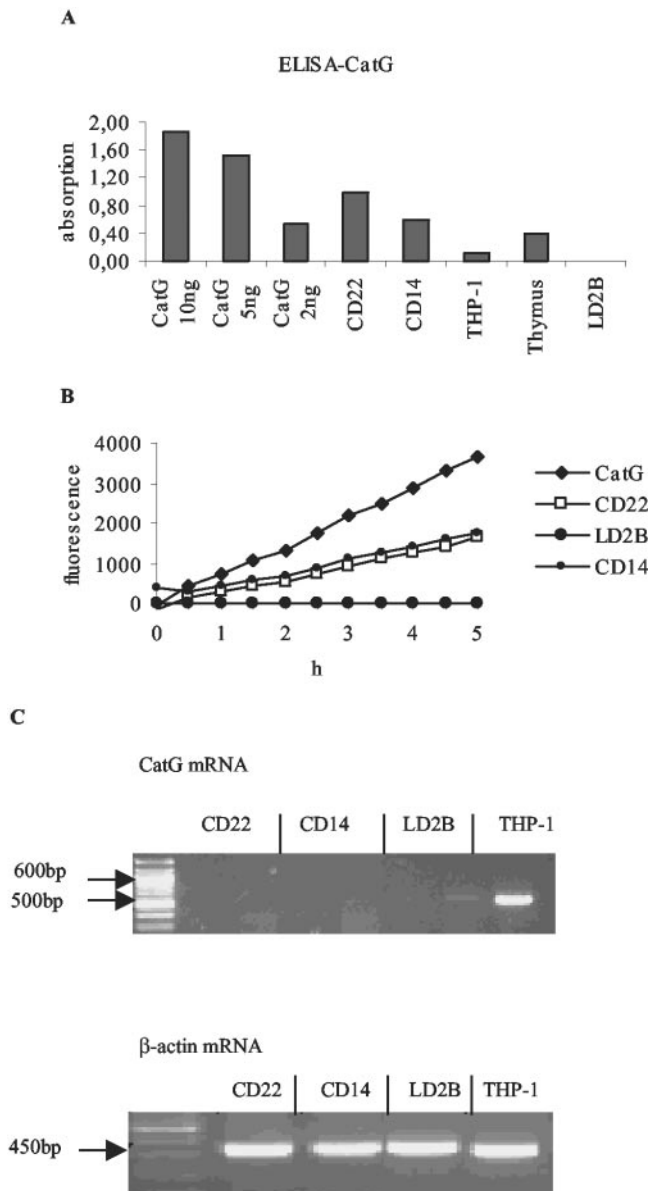 A
ELISA-CatG
absorption
2,00
1,60
1,20
0,80
0,40
0,00
CatG 10ng
CatG 5ng
CatG 2ng
CD22
CD14
THP-1
Thymus
LD2B
B
fluorescence
4000
3000
2000
1000
0
0 1 2 3 4 5
h
CatG
CD22
LD2B
CD14
C
CatG mRNA
CD22 CD14 LD2B THP-1
600bp
500bp
β-actin mRNA
CD22 CD14 LD2B THP-1
450bp